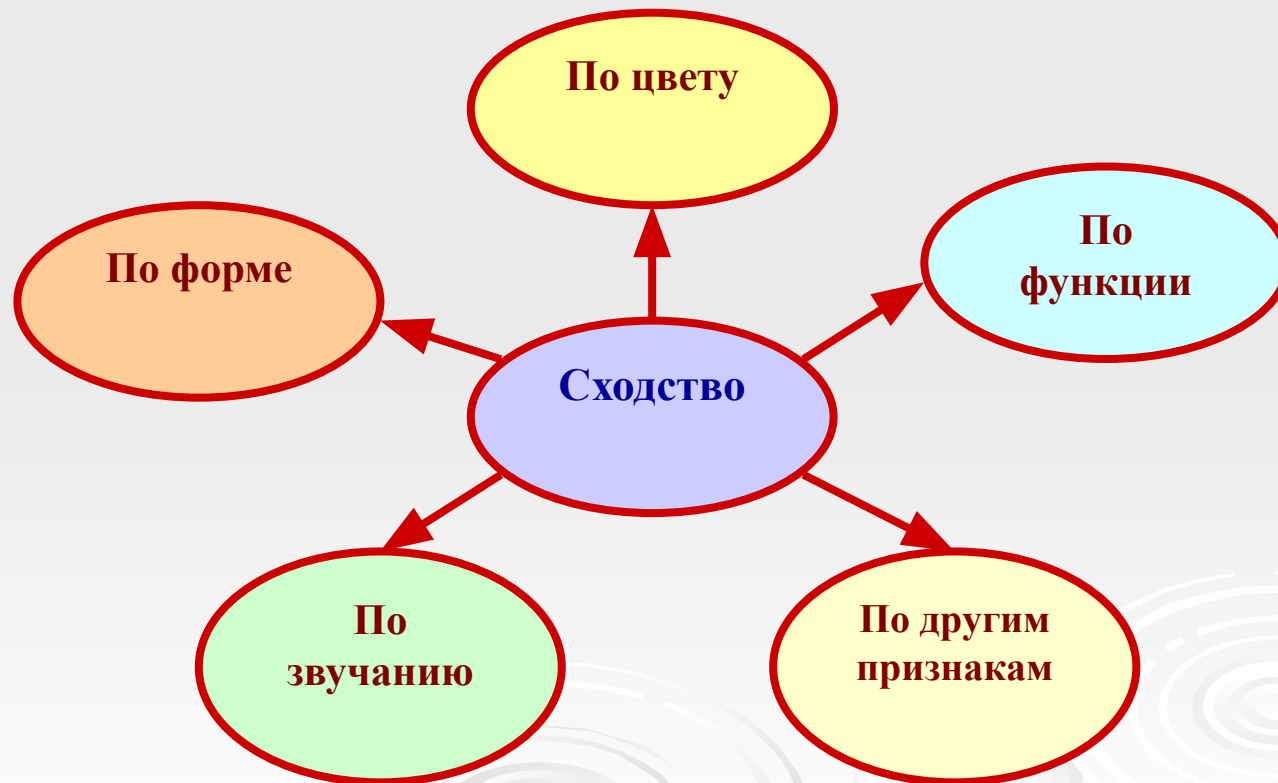 По цвету
По форме
По
функции
Сходство
По
звучанию
По другим
признакам